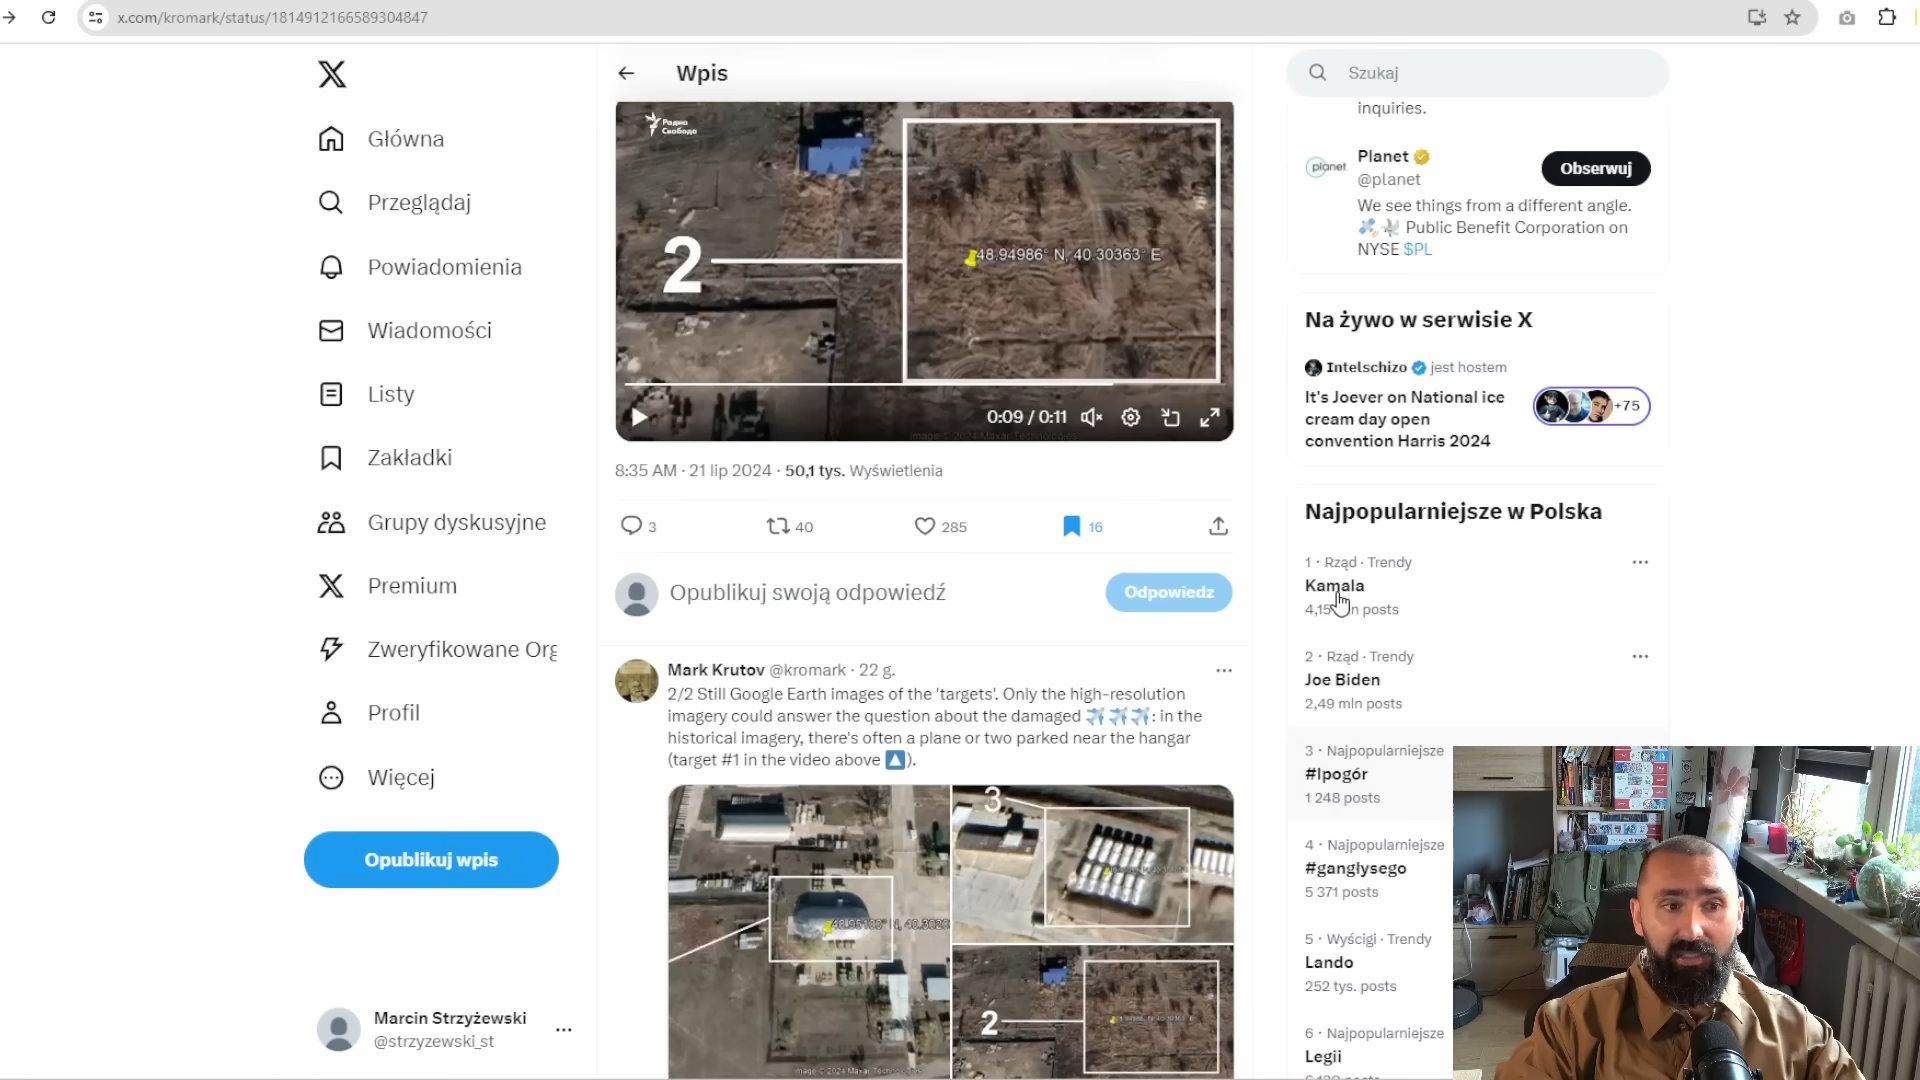 x.com/kromark/status/1814912166589304847
Główna
Przeglądaj
Powiadomienia
Wiadomości
Listy
Zakładki
Grupy dyskusyjne
Premium
Zweryfikowane Org
Profil
Więcej
Opublikuj wpis
Marcin Strzyżewski
@strzyzewski_st
Wpis
Радио
Свобода
2
48.94986° N, 40.30363° E
0:09 / 0:11
8:35 AM · 21 lip 2024 · 50,1 tys. Wyświetlenia
3
40
285
16
Opublikuj swoją odpowiedź
Odpowiedz
Mark Krutov @kromark · 22 g.
2/2 Still Google Earth images of the 'targets'. Only the high-resolution
imagery could answer the question about the damaged ✈️✈️✈️: in the
historical imagery, there's often a plane or two parked near the hangar
(target #1 in the video above 🔼).
3
2
Szukaj
inquiries.
planet
Planet
@planet
Obserwuj
We see things from a different angle.
🛰️🕊️ Public Benefit Corporation on
NYSE $PL
Na żywo w serwisie X
Intelschizo jest hostem
It's Joever on National ice
cream day open
convention Harris 2024
+75
Najpopularniejsze w Polska
1 · Rząd · Trendy
Kamala
posts
2 · Rząd · Trendy
Joe Biden
2,49 mln posts
3 · Najpopularniejsze
#lpogór
1 248 posts
4 · Najpopularniejsze
#ganglysego
5 371 posts
5 · Wyścigi · Trendy
Lando
252 tys. posts
6 · Najpopularniejsze
Legii